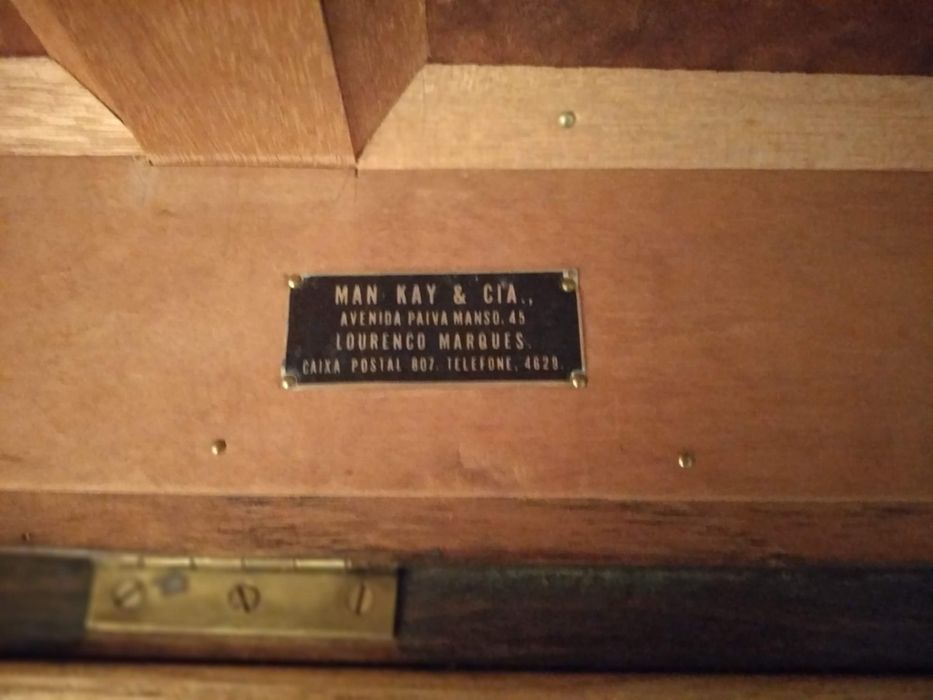 MAN KAY & CIA.,
AVENIDA PAIVA MANSO. 45
LOURENCO MARQUES.
CAIXA POSTAL 807. TELEFONE, 4629.